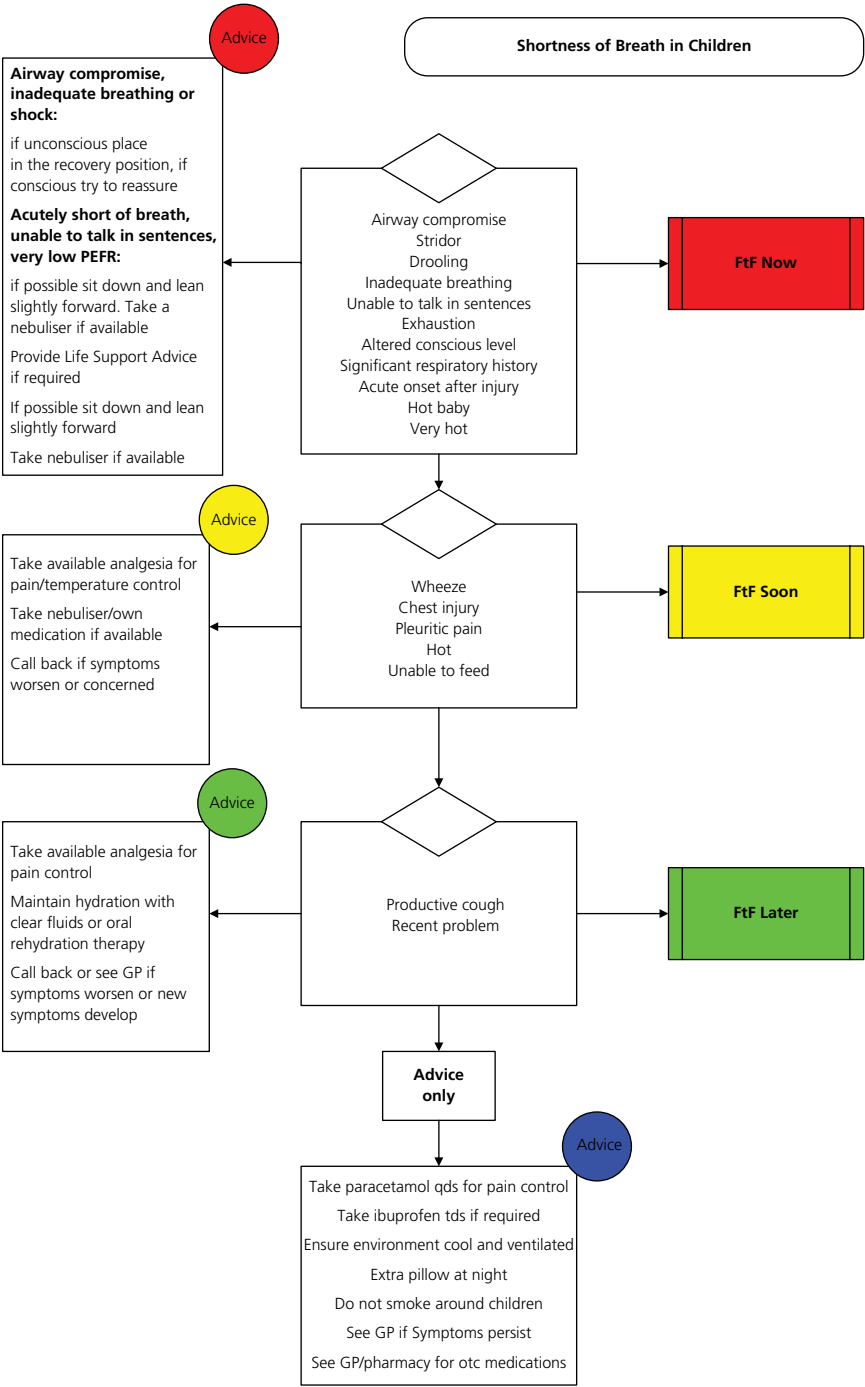 Shortness of Breath in Children
Advice
Airway compromise,
inadequate breathing or
shock:
if unconscious place
in the recovery position, if
conscious try to reassure
Acutely short of breath,
unable to talk in sentences,
very low PEFR:
if possible sit down and lean
slightly forward. Take a
nebuliser if available
Provide Life Support Advice
if required
If possible sit down and lean
slightly forward
Take nebuliser if available
Airway compromise
Stridor
Drooling
Inadequate breathing
Unable to talk in sentences
Exhaustion
Altered conscious level
Significant respiratory history
Acute onset after injury
Hot baby
Very hot
FtF Now
Advice
Take available analgesia for
pain/temperature control
Take nebuliser/own
medication if available
Call back if symptoms
worsen or concerned
Wheeze
Chest injury
Pleuritic pain
Hot
Unable to feed
FtF Soon
Advice
Take available analgesia for
pain control
Maintain hydration with
clear fluids or oral
rehydration therapy
Call back or see GP if
symptoms worsen or new
symptoms develop
Productive cough
Recent problem
FtF Later
Advice
only
Advice
Take paracetamol qds for pain control
Take ibuprofen tds if required
Ensure environment cool and ventilated
Extra pillow at night
Do not smoke around children
See GP if Symptoms persist
See GP/pharmacy for otc medications